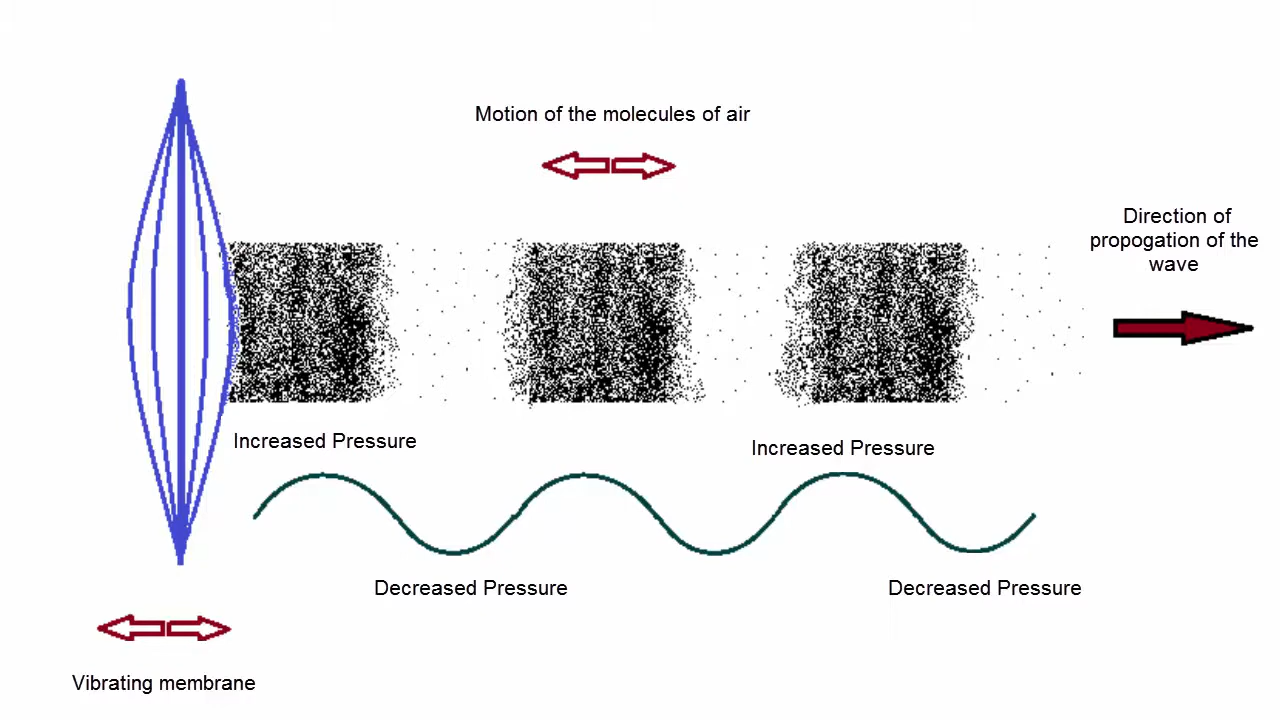 Motion of the molecules of air
Direction of
propogation of the
wave
Increased Pressure
Increased Pressure
Decreased Pressure
Decreased Pressure
Vibrating membrane